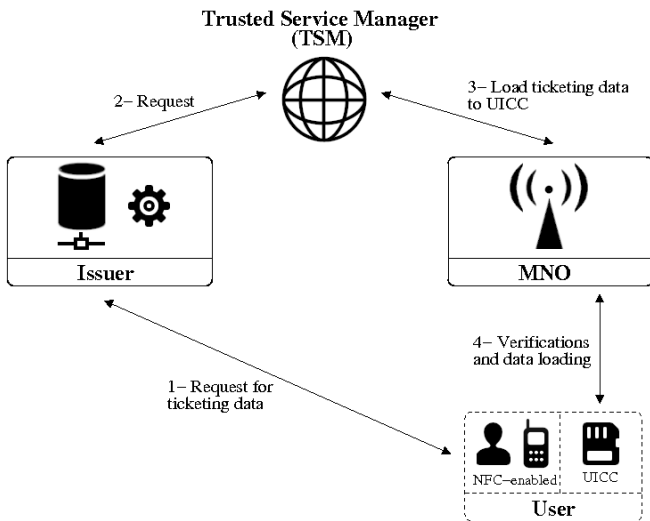 Trusted Service Manager
(TSM)
2– Request
3– Load ticketing data
to UICC
Issuer
MNO
4– Verifications
and data loading
1– Request for
ticketing data
NFC–enabled
UICC
User